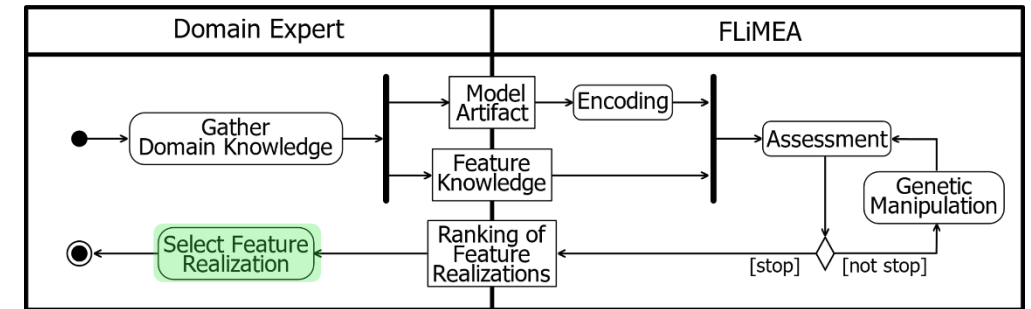 Domain Expert
FLiMEA
Model
Artifact
Encoding
Gather
Domain Knowledge
Assessment
Feature
Knowledge
Genetic
Manipulation
Select Feature
Realization
Ranking of
Feature
Realizations
[stop]
[not stop]